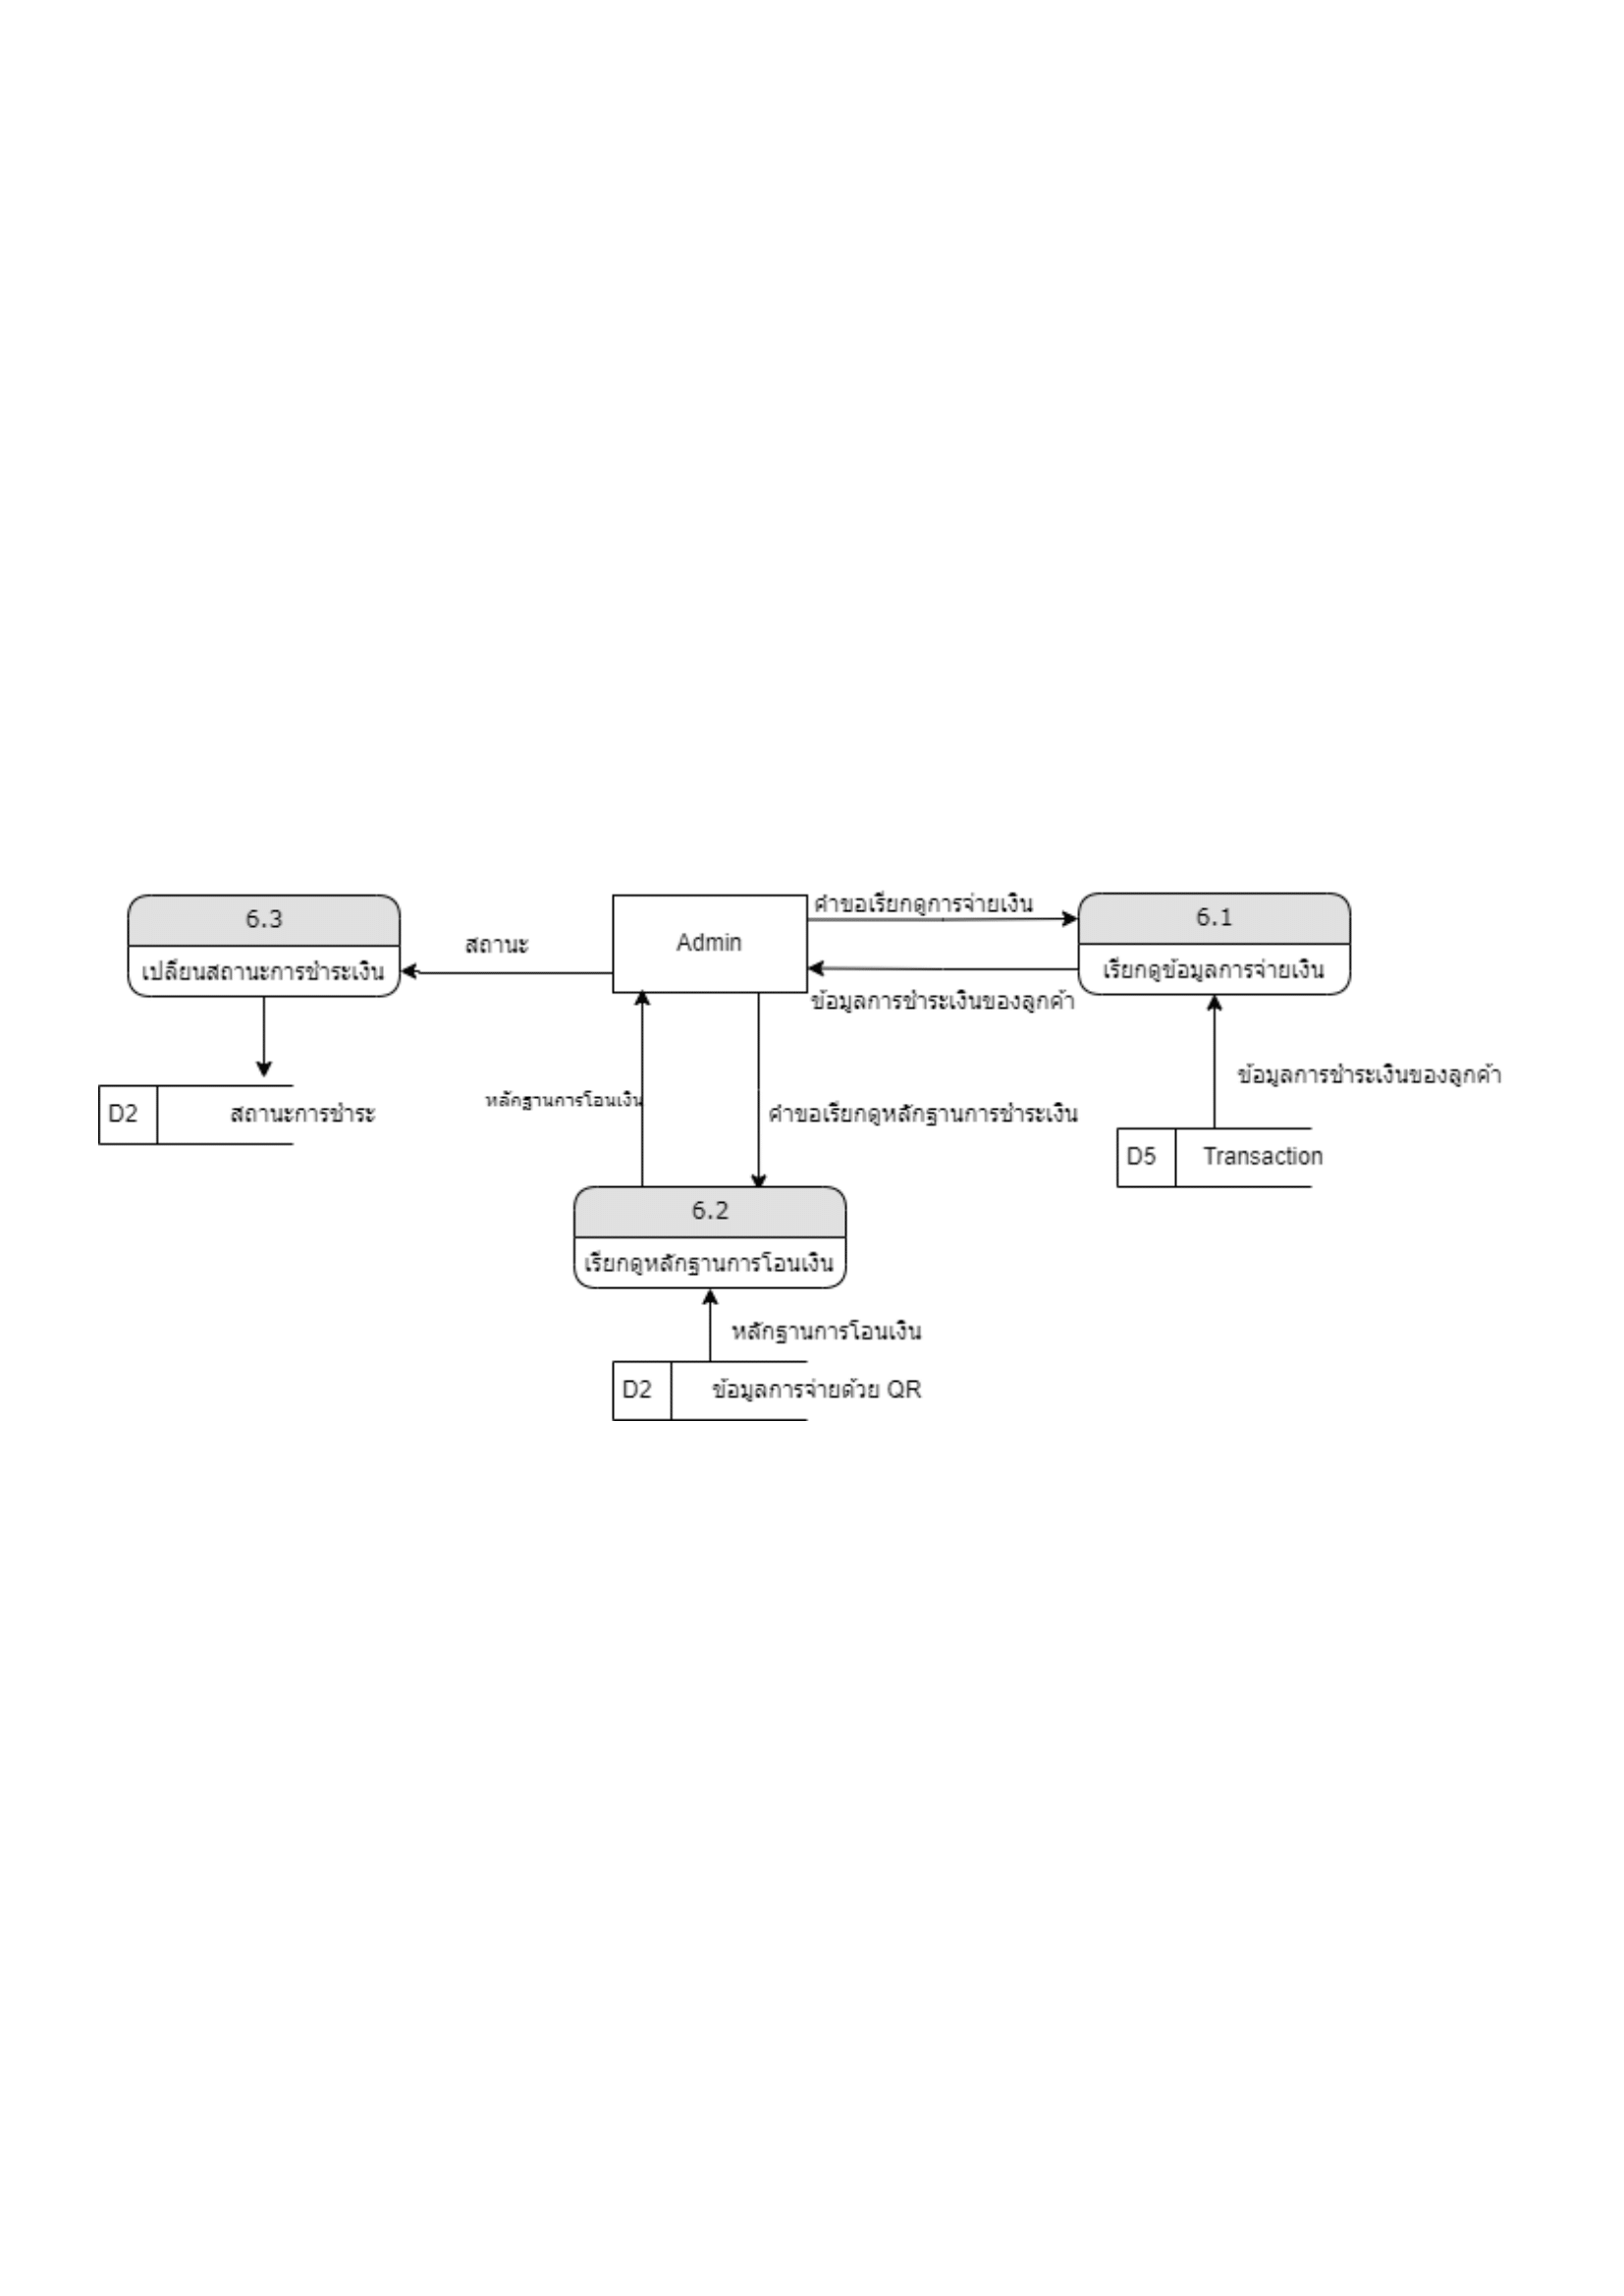 คำขอเรียกดูการจ่ายเงิน
6.3
Admin
6.1
สถานะ
เปลี่ยนสถานะการชำระเงิน
เรียกดูข้อมูลการจ่ายเงิน
ข้อมูลการชำระเงินของลูกค้า
ข้อมูลการชำระเงินของลูกค้า
หลักฐานการโอนเงิน
D2 สถานะการชำระ
คำขอเรียกดูหลักฐานการชำระเงิน
D5 Transaction
6.2
เรียกดูหลักฐานการโอนเงิน
หลักฐานการโอนเงิน
D2 ข้อมูลการจ่ายด้วย QR